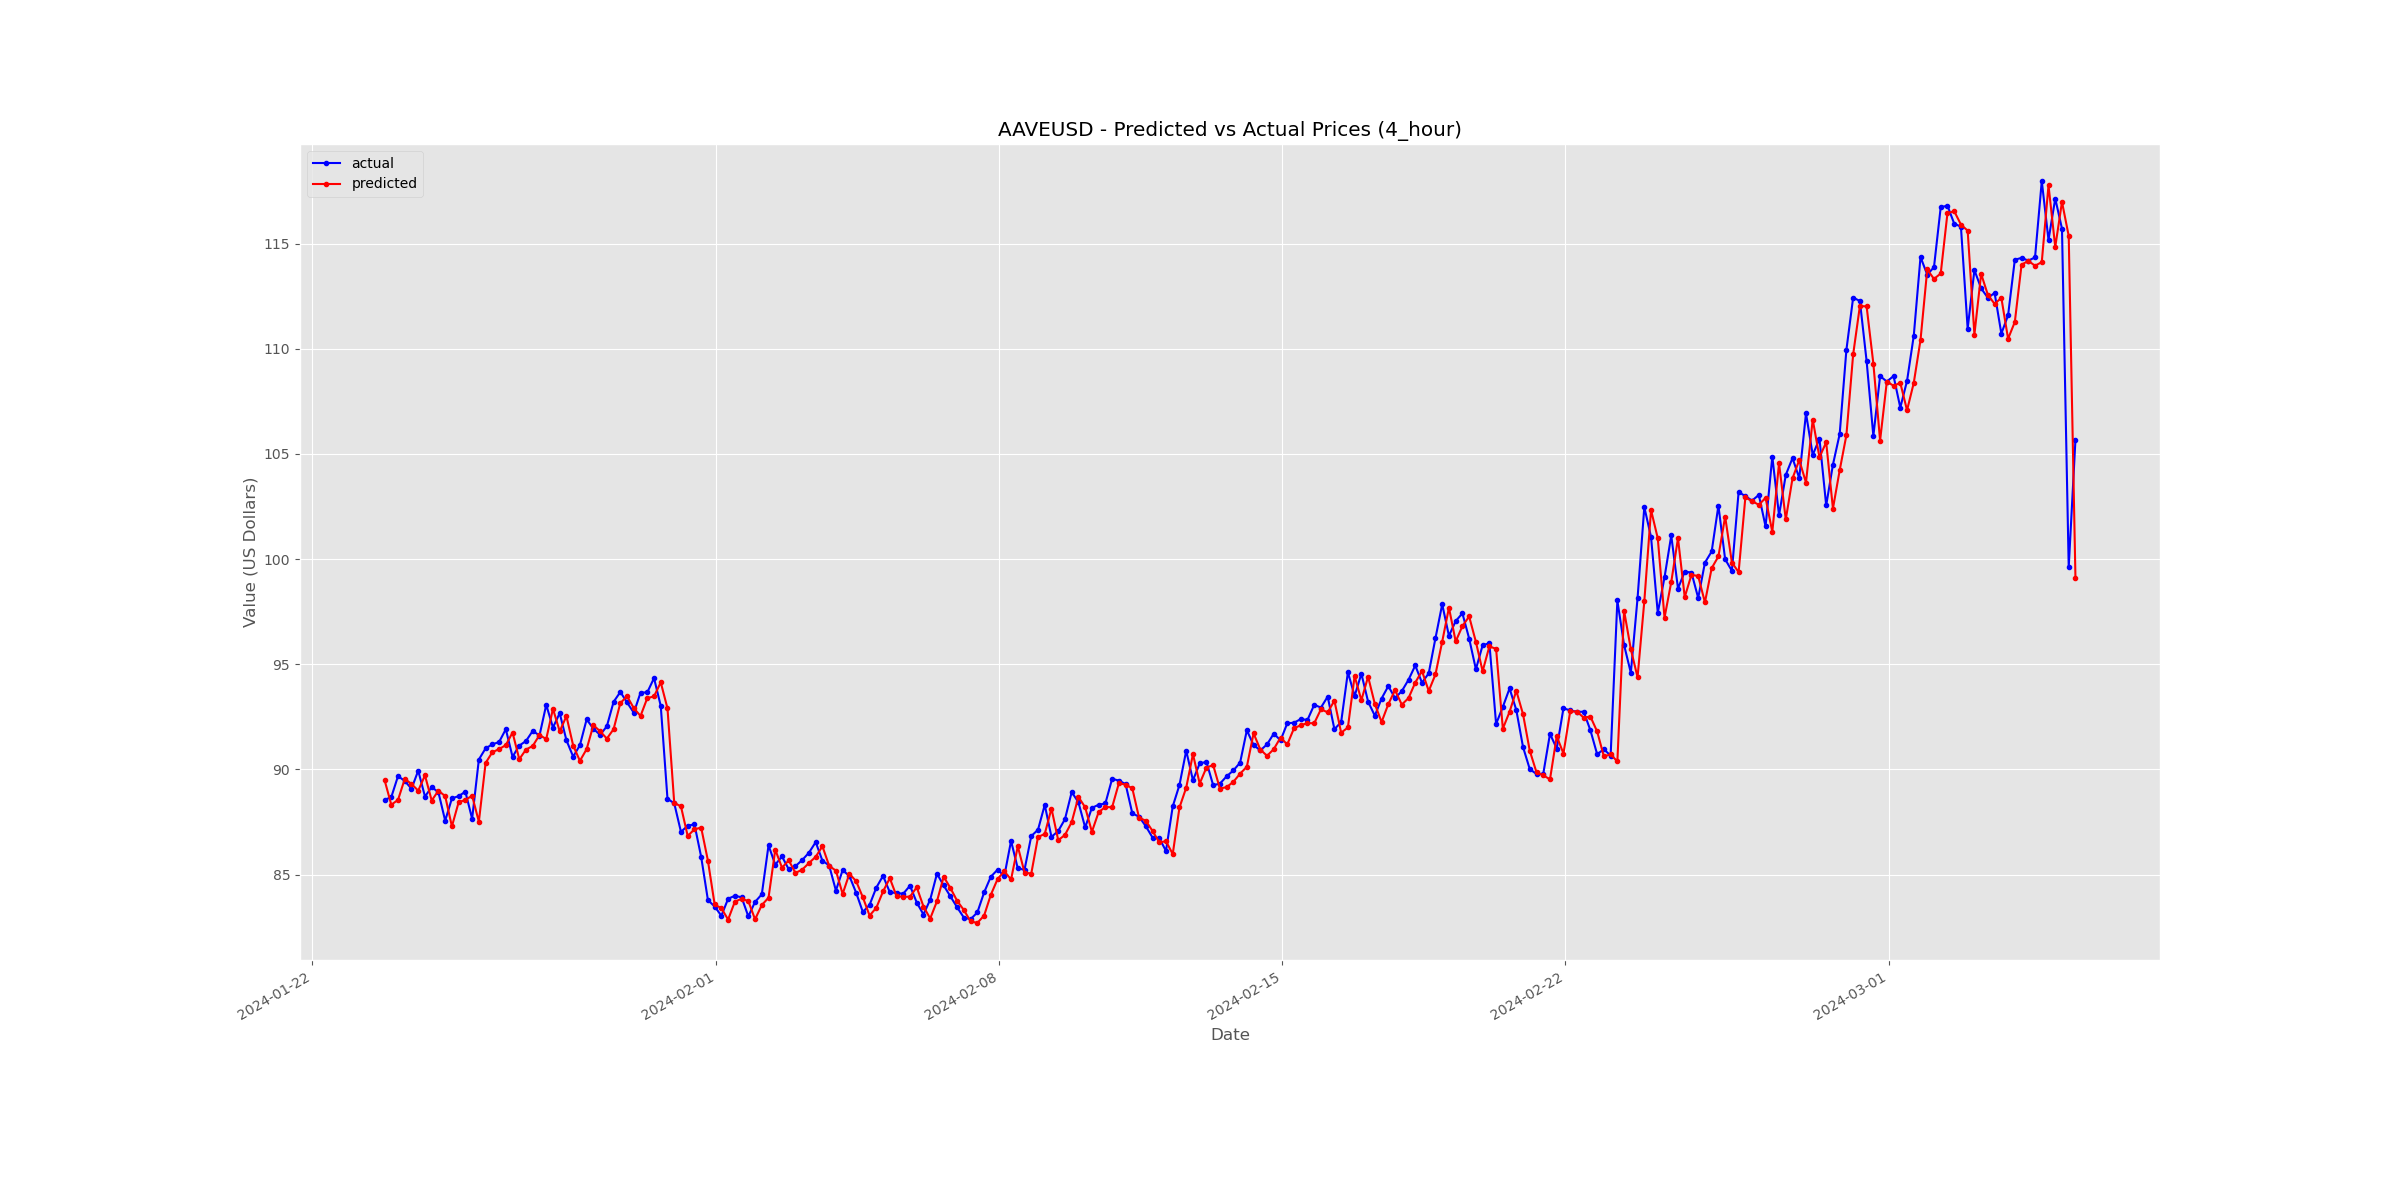 AAVEUSD - Predicted vs Actual Prices (4_hour)
actual
predicted
115
110
105
100
95
90
85
Value (US Dollars)
2024-01-22
2024-02-01
2024-02-08
2024-02-15
2024-02-22
2024-03-01
Date